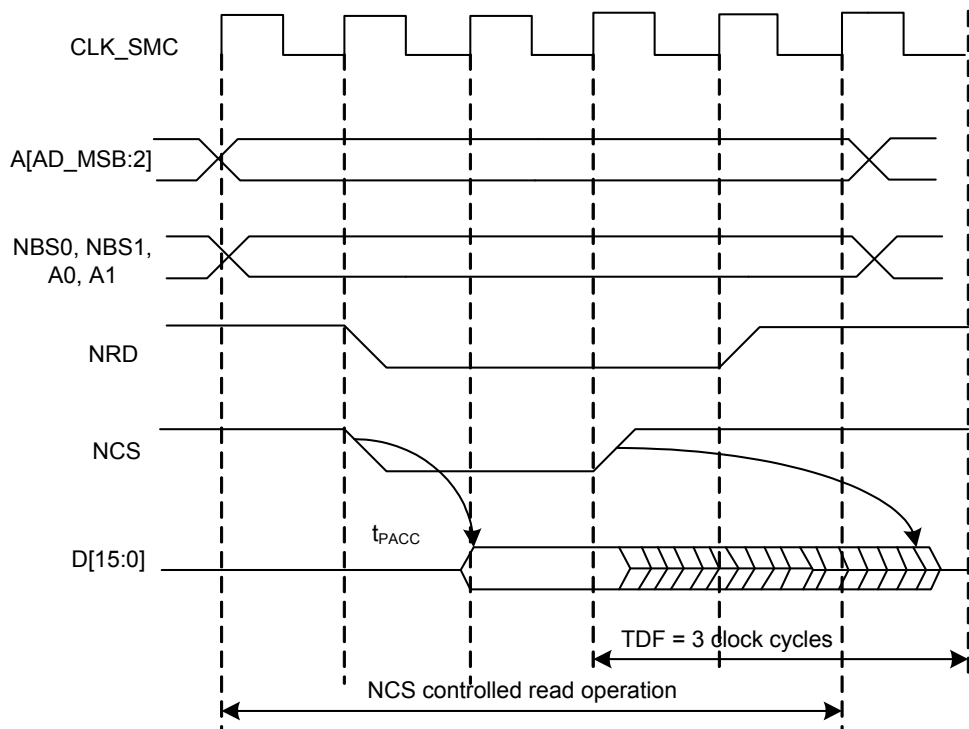 CLK_SMC
A[AD_MSB:2]
NBS0, NBS1,
A0, A1
NRD
NCS
tPACC
D[15:0]
TDF = 3 clock cycles
NCS controlled read operation